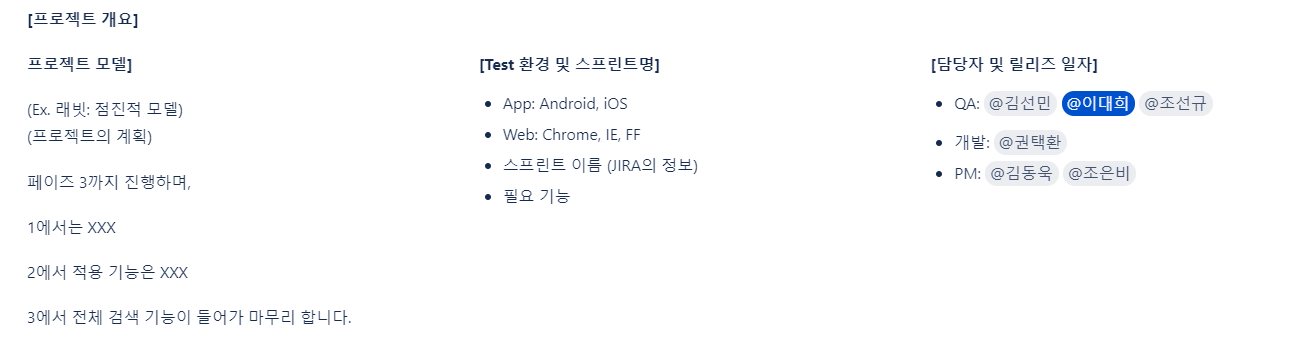 [프로젝트 개요]
프로젝트 모델]
(Ex. 래빗: 점진적 모델)
(프로젝트의 계획)
페이즈 3까지 진행하며,
1에서는 XXX
2에서 적용 기능은 XXX
3에서 전체 검색 기능이 들어가 마무리 합니다.
[Test 환경 및 스프린트명]
• App: Android, iOS
• Web: Chrome, IE, FF
• 스프린트 이름 (JIRA의 정보)
• 필요 기능
[담당자 및 릴리즈 일자]
• QA: @김선민 @이대희 @조선규
• 개발: @권택환
• PM: @김동욱 @조은비